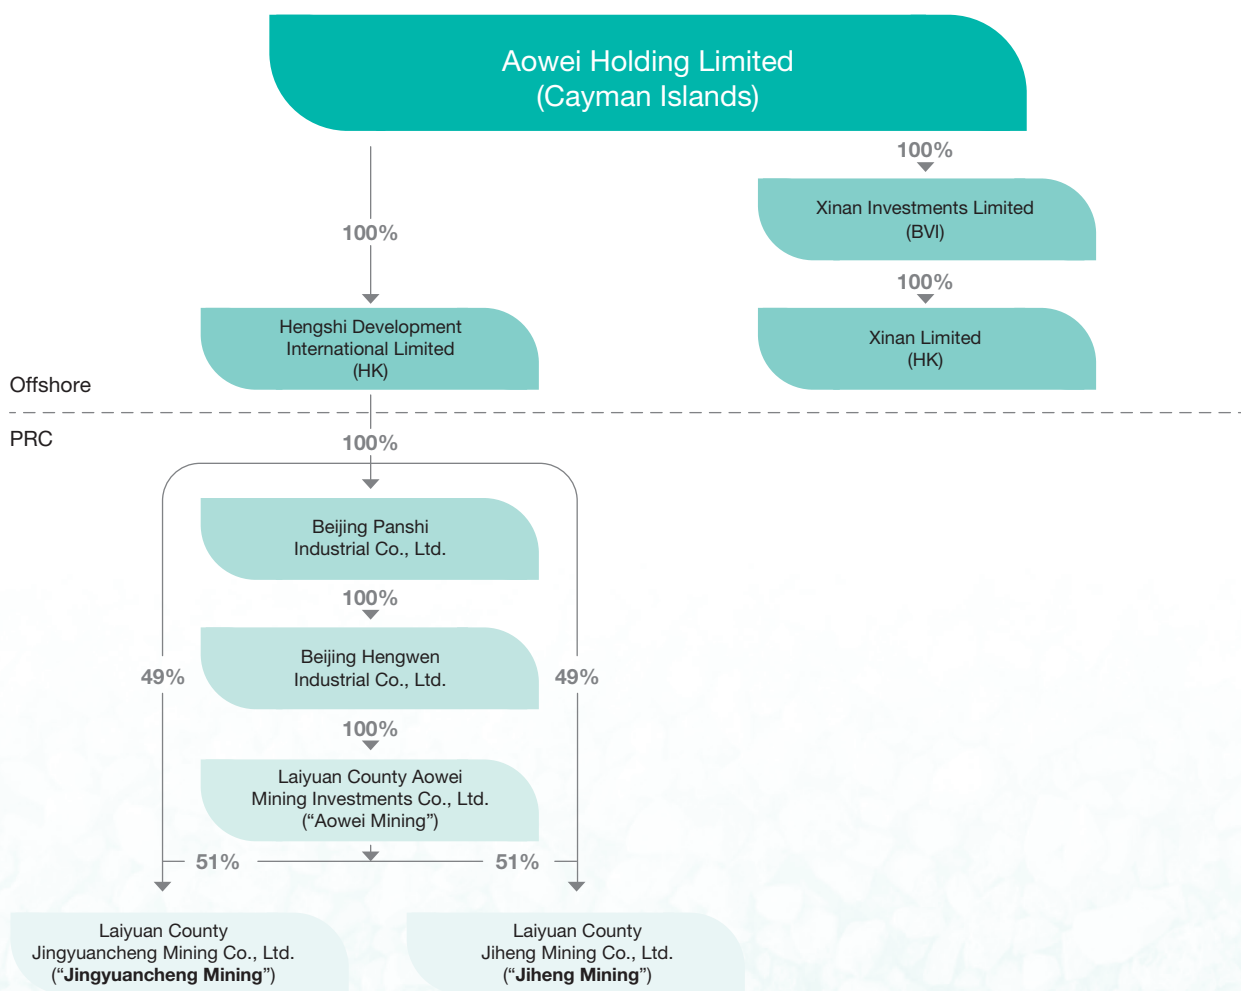 Aowei Holding Limited
(Cayman Islands)
100%
Xinan Investments Limited
(BVI)
100%
100%
Hengshi Development
International Limited
(HK)
Xinan Limited
(HK)
Offshore
PRC
100%
Beijing Panshi
Industrial Co., Ltd.
100%
Beijing Hengwen
Industrial Co., Ltd.
49%
49%
100%
Laiyuan County Aowei
Mining Investments Co., Ltd.
(“Aowei Mining”)
51%
51%
Laiyuan County
Jingyuancheng Mining Co., Ltd.
(“Jingyuancheng Mining”)
Laiyuan County
Jiheng Mining Co., Ltd.
(“Jiheng Mining”)